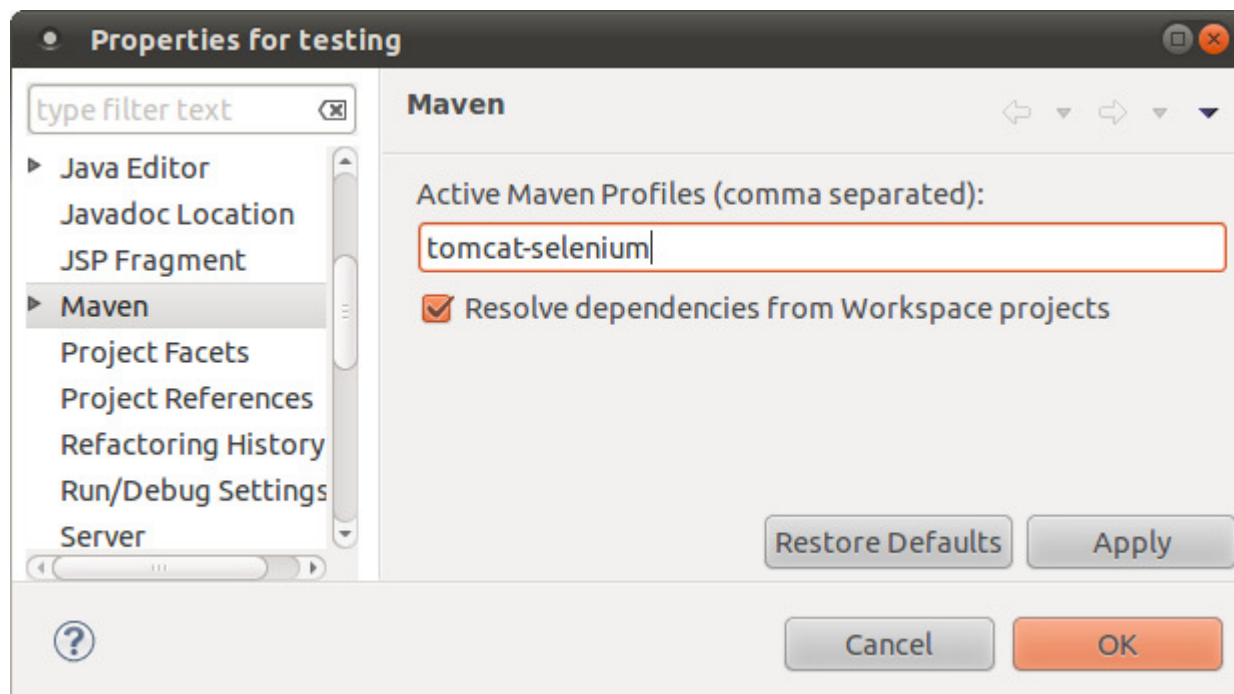 Properties for testing
type filter text
Java Editor
Javadoc Location
JSP Fragment
Maven
Project Facets
Project References
Refactoring History
Run/Debug Settings
Server
Maven
Active Maven Profiles (comma separated):
tomcat-selenium
Resolve dependencies from Workspace projects
Restore Defaults Apply
? Cancel OK